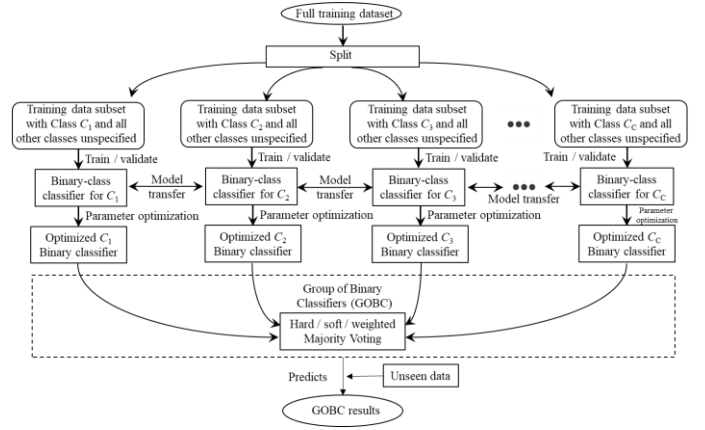 Full training dataset
Split
Training data subset
with Class C1 and all
other classes unspecified
Training data subset
with Class C2 and all
other classes unspecified
Training data subset
with Class C3 and all
other classes unspecified
Training data subset
with Class CC and all
other classes unspecified
Train / validate
Train / validate
Train / validate
Train / validate
Binary-class
classifier for C1
Model
transfer
Binary-class
classifier for C2
Model
transfer
Binary-class
classifier for C3
Model transfer
Binary-class
classifier for CC
Parameter optimization
Parameter optimization
Parameter optimization
Parameter
optimization
Optimized C1
Binary classifier
Optimized C2
Binary classifier
Optimized C3
Binary classifier
Optimized CC
Binary classifier
Group of Binary
Classifiers (GOBC)
Hard / soft / weighted
Majority Voting
Predicts
Unseen data
GOBC results